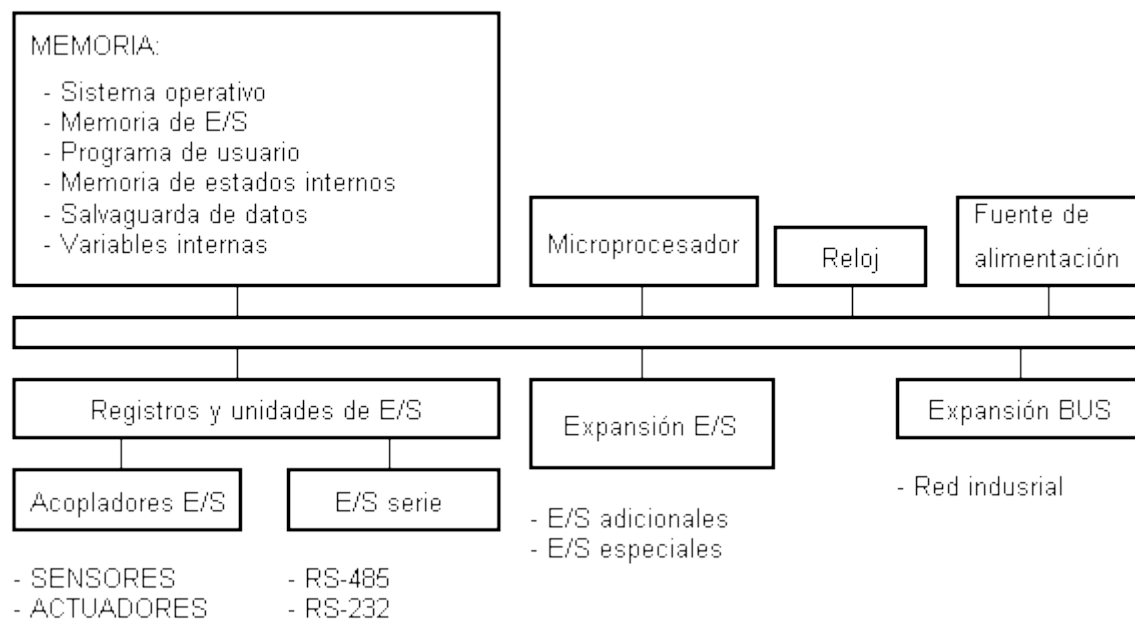 MEMORIA:
- Sistema operativo
- Memoria de E/S
- Programa de usuario
- Memoria de estados internos
- Salvaguarda de datos
- Variables internas
Microprocesador
Reloj
Fuente de
alimentación
Registros y unidades de E/S
Expansión E/S
Expansión BUS
Acopladores E/S
E/S serie
- Red indusrial
- E/S adicionales
- E/S especiales
- SENSORES
- ACTUADORES
- RS-485
- RS-232